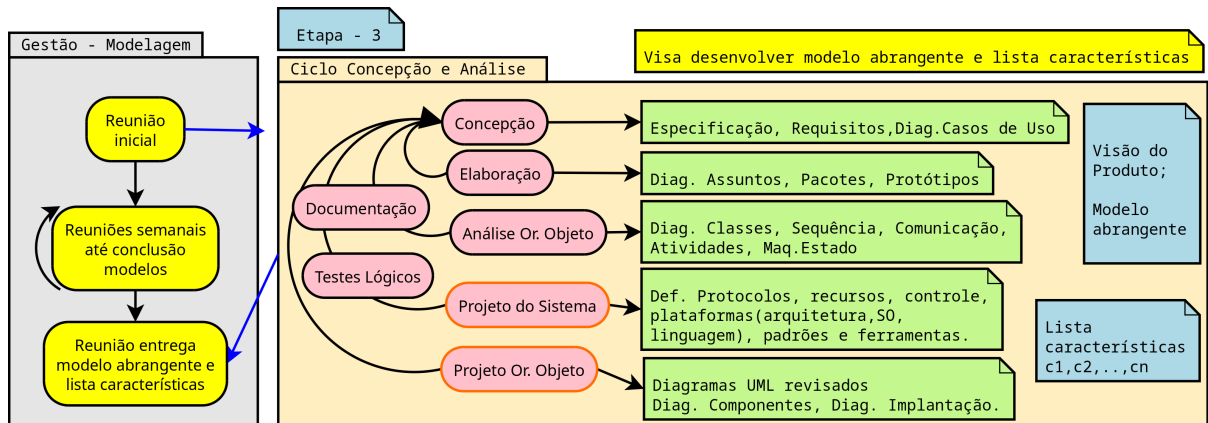 Gestão - Modelagem
Reunião
inicial
Reuniões semanais
até conclusão
modelos
Reunião entrega
modelo abrangente e
lista características
Etapa - 3
Visa desenvolver modelo abrangente e lista características
Ciclo Concepção e Análise
Concepção
Especificação, Requisitos,Diag.Casos de Uso
Elaboração
Diag. Assuntos, Pacotes, Protótipos
Documentação
Análise Or. Objeto
Diag. Classes, Sequência, Comunicação,
Atividades, Maq.Estado
Testes Lógicos
Projeto do Sistema
Def. Protocolos, recursos, controle,
plataformas(arquitetura,SO,
linguagem), padrões e ferramentas.
Projeto Or. Objeto
Diagramas UML revisados
Diag. Componentes, Diag. Implantação.
Visão do
Produto;
Modelo
abrangente
Lista
características
c1,c2,..,cn